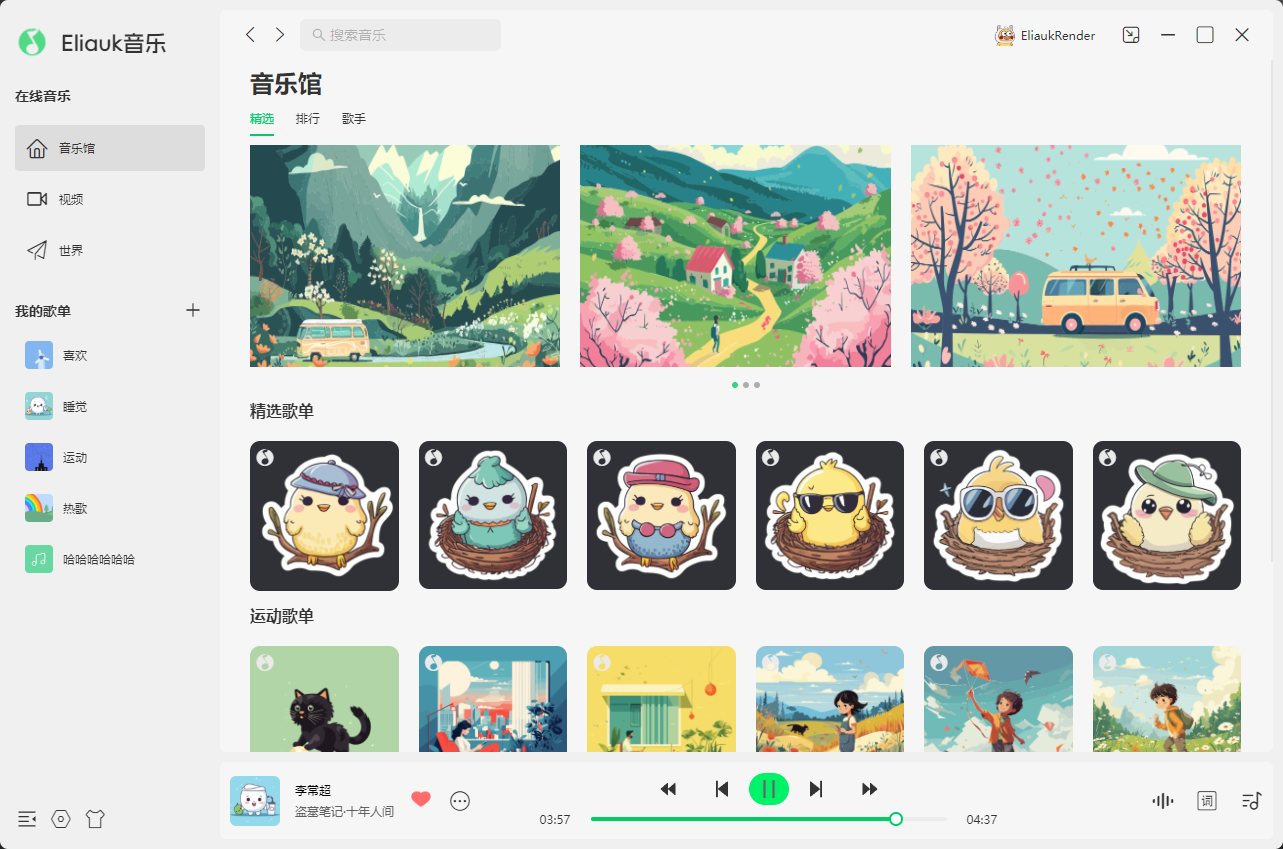 Eliauk音乐
在线音乐
音乐馆
视频
世界
我的歌单
喜欢
睡觉
运动
热歌
哈哈哈哈哈哈
搜索音乐
EliaukRender
音乐馆
精选 排行 歌手
精选歌单
运动歌单
李常超
盗墓笔记·十年人间
03:57
04:37
词